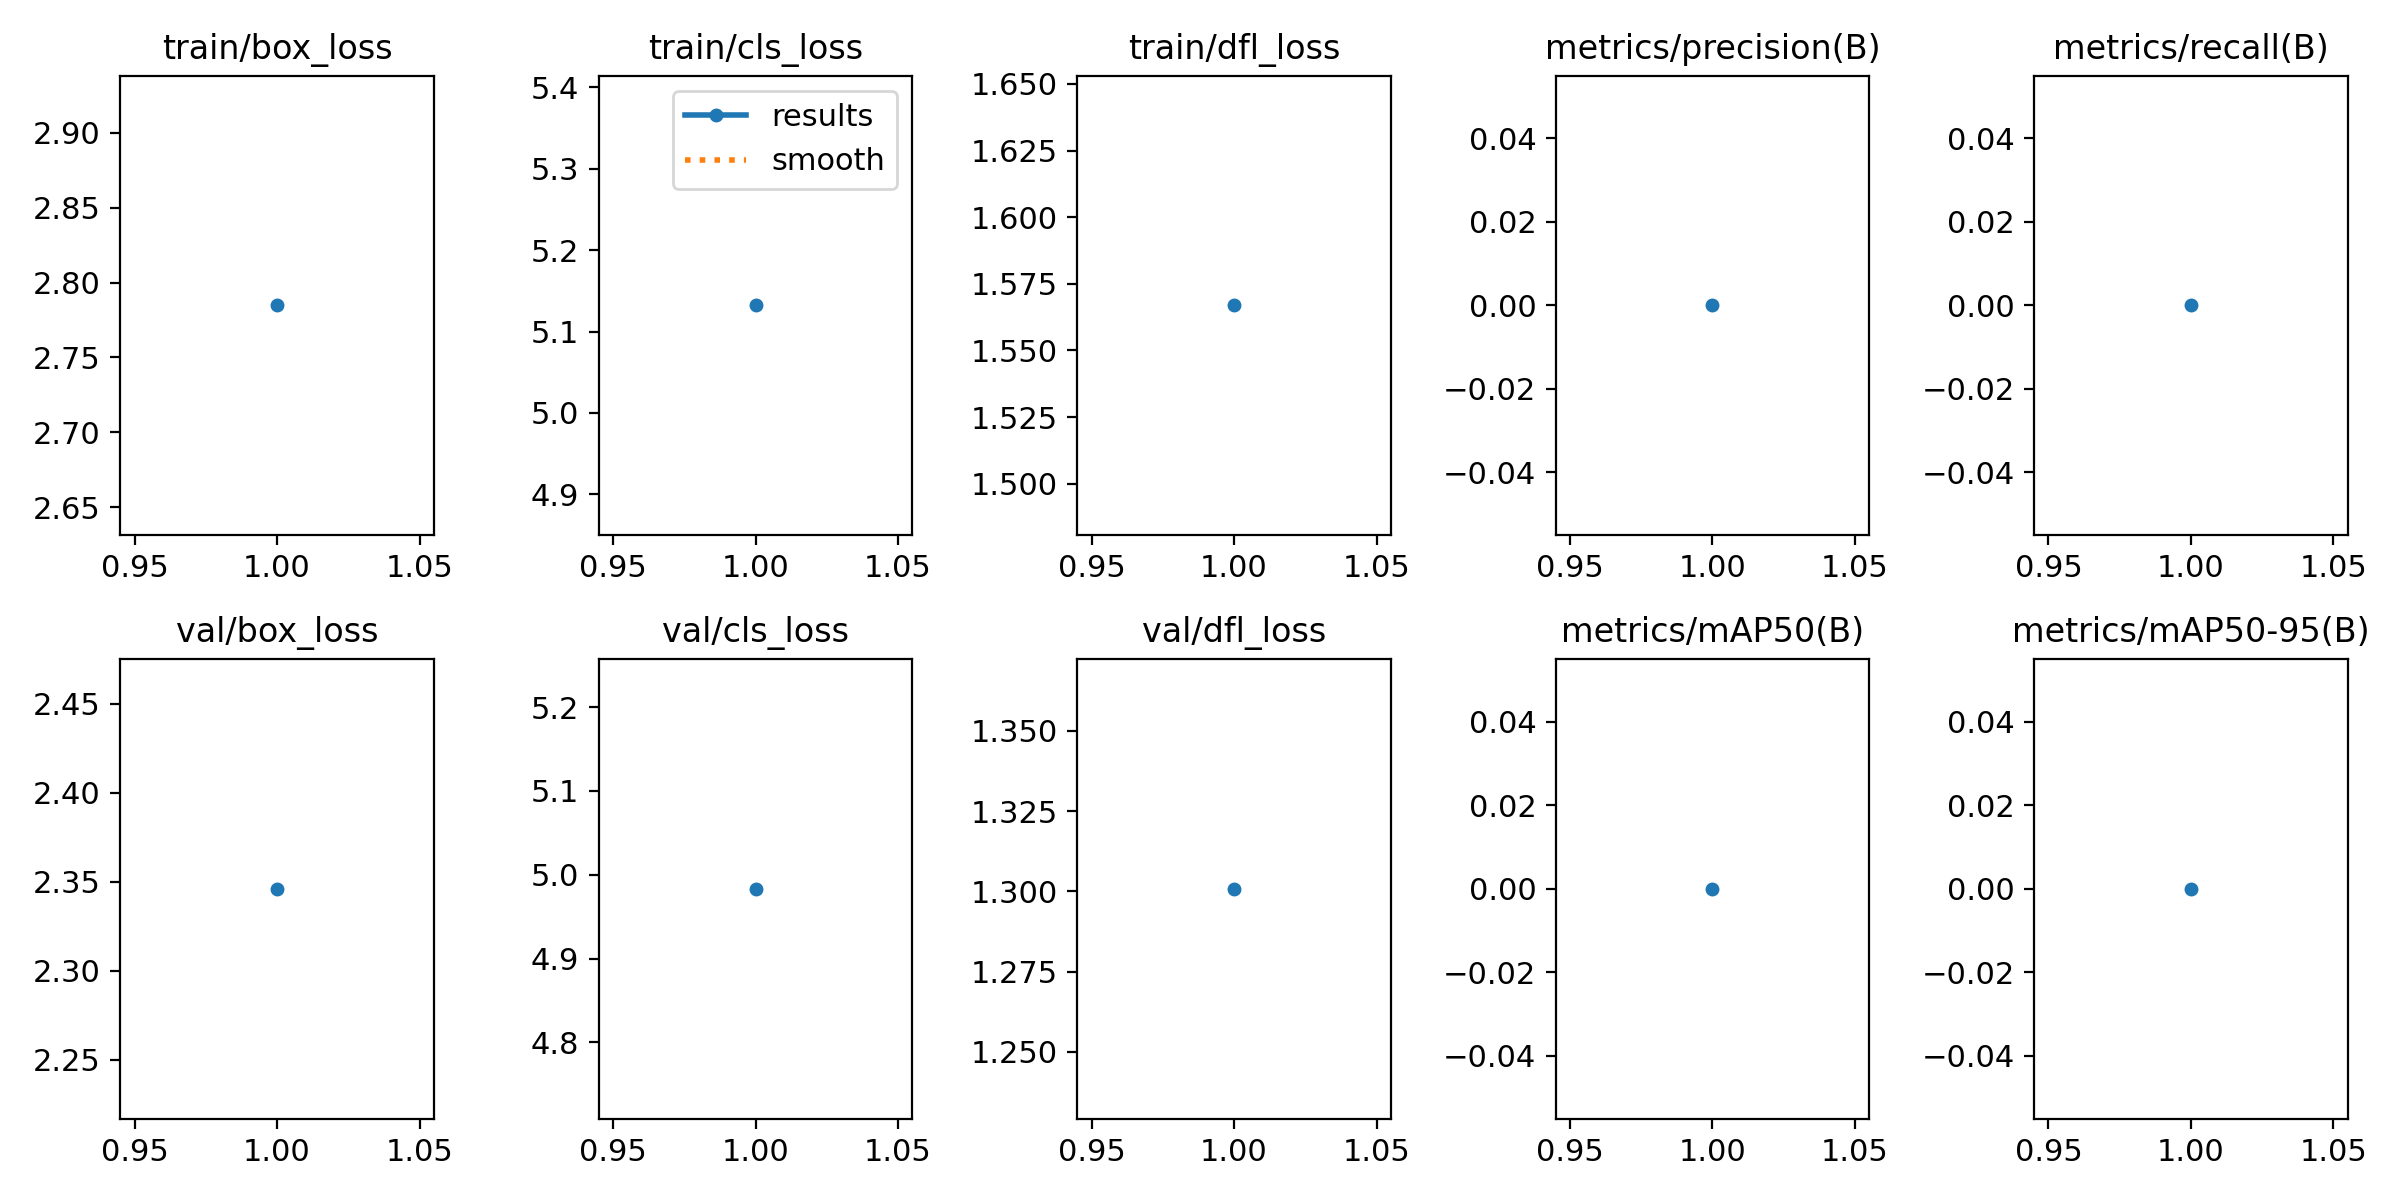 train/box_loss
2.90
2.85
2.80
2.75
2.70
2.65
0.95 1.00 1.05
train/cls_loss
5.4
5.3
5.2
5.1
5.0
4.9
results
smooth
0.95 1.00 1.05
train/dfl_loss
1.650
1.625
1.600
1.575
1.550
1.525
1.500
0.95 1.00 1.05
metrics/precision(B)
0.04
0.02
0.00
−0.02
−0.04
0.95 1.00 1.05
metrics/recall(B)
0.04
0.02
0.00
−0.02
−0.04
0.95 1.00 1.05
val/box_loss
2.45
2.40
2.35
2.30
2.25
0.95 1.00 1.05
val/cls_loss
5.2
5.1
5.0
4.9
4.8
0.95 1.00 1.05
val/dfl_loss
1.350
1.325
1.300
1.275
1.250
0.95 1.00 1.05
metrics/mAP50(B)
0.04
0.02
0.00
−0.02
−0.04
0.95 1.00 1.05
metrics/mAP50-95(B)
0.04
0.02
0.00
−0.02
−0.04
0.95 1.00 1.05